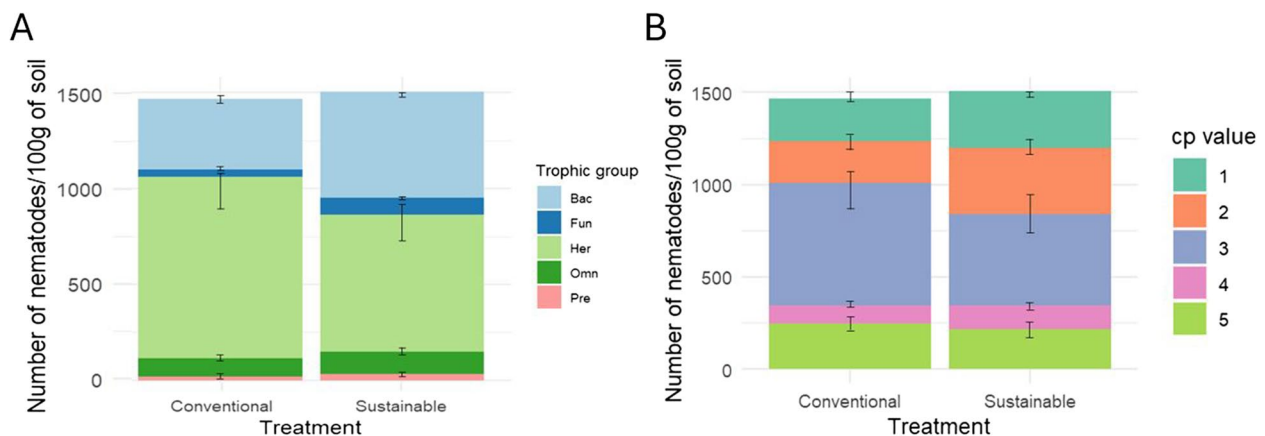 A
Number of nematodes/100g of soil
1500
1000
500
0
Conventional
Sustainable
Treatment
Trophic group
Bac
Fun
Her
Omn
Pre
B
Number of nematodes/100g of soil
1500
1000
500
0
Conventional
Sustainable
Treatment
cp value
1
2
3
4
5